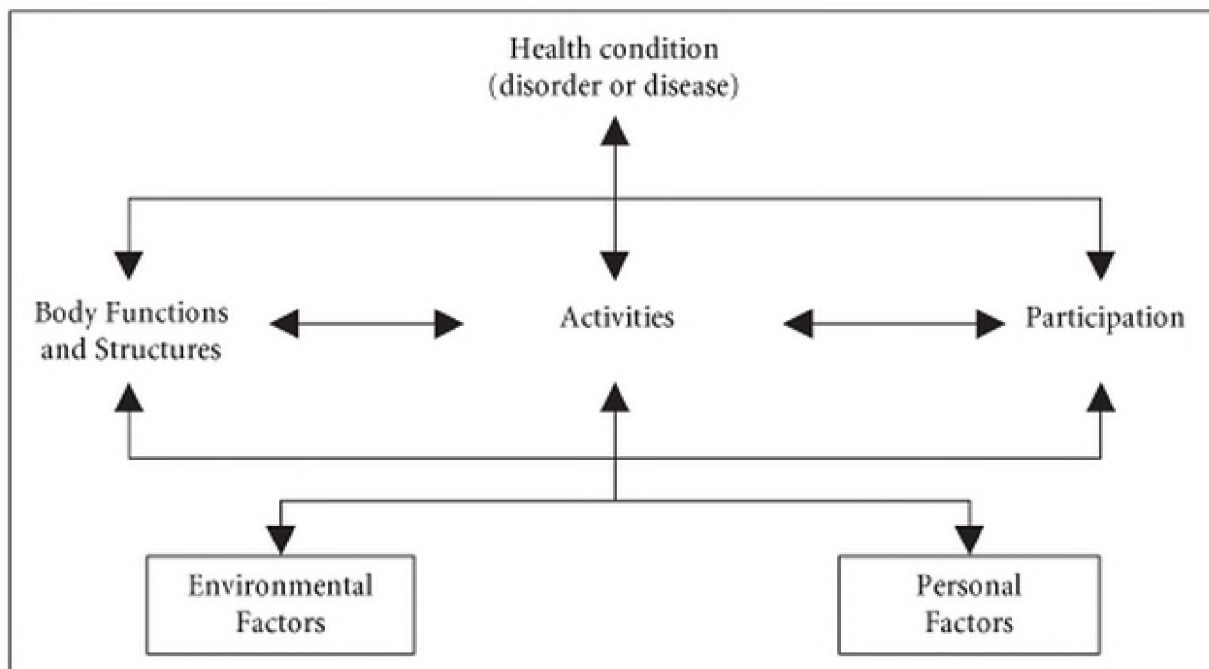 Health condition
(disorder or disease)
Body Functions
and Structures
Activities
Participation
Environmental
Factors
Personal
Factors